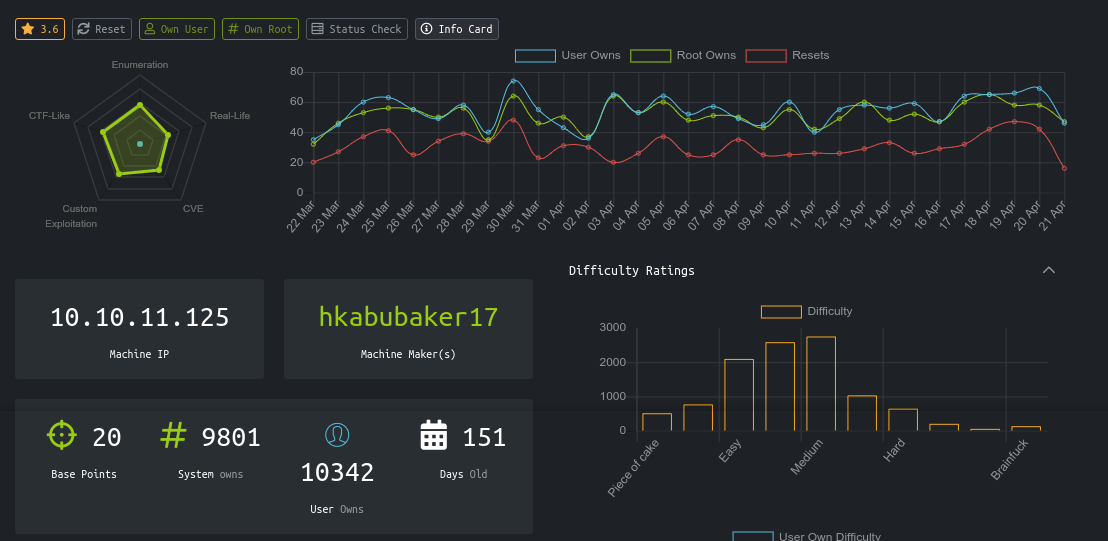 3.6 Reset Own User Own Root Status Check Info Card
Enumeration
CTF-Like
Real-Life
Custom
Exploitation
CVE
User Owns Root Owns Resets
80
60
40
20
0
22 Mar 23 Mar 24 Mar 25 Mar 26 Mar 27 Mar 28 Mar 29 Mar 30 Mar 31 Mar 01 Apr 02 Apr 03 Apr 04 Apr 05 Apr 06 Apr 07 Apr 08 Apr 09 Apr 10 Apr 11 Apr 12 Apr 13 Apr 14 Apr 15 Apr 16 Apr 17 Apr 18 Apr 19 Apr 20 Apr 21 Apr
10.10.11.125
Machine IP
hkabubaker17
Machine Maker(s)
20
Base Points
9801
System owns
10342
User Owns
151
Days Old
Difficulty Ratings
Difficulty
3000
2000
1000
0
Piece of cake Easy Medium Hard Brainfuck
User Own Difficulty